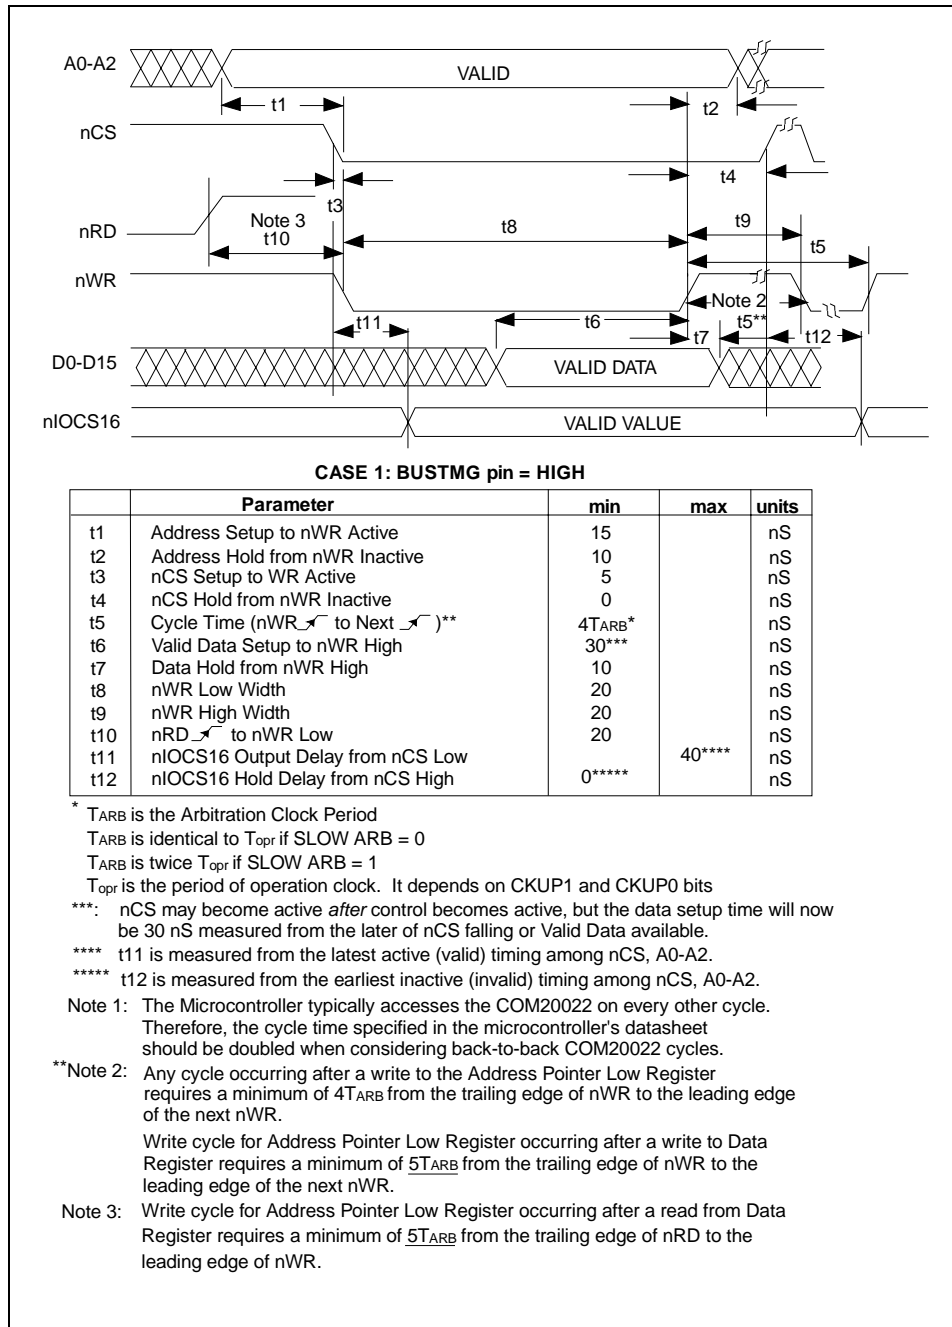 A0-A2
VALID
t1
t2
nCS
t4
t3
nRD
Note 3
t10
t8
t9
t5
nWR
Note 2
t11
t6
t5**
t7
t12
D0-D15
VALID DATA
nIOCS16
VALID VALUE
CASE 1: BUSTMG pin = HIGH
Parameter min max units
t1 Address Setup to nWR Active 15 nS
t2 Address Hold from nWR Inactive 10 nS
t3 nCS Setup to WR Active 5 nS
t4 nCS Hold from nWR Inactive 0 nS
t5 Cycle Time (nWR to Next )** 4TARB* nS
t6 Valid Data Setup to nWR High 30*** nS
t7 Data Hold from nWR High 10 nS
t8 nWR Low Width 20 nS
t9 nWR High Width 20 nS
t10 nRD to nWR Low 20 nS
t11 nIOCS16 Output Delay from nCS Low 40**** nS
t12 nIOCS16 Hold Delay from nCS High 0***** nS
* TARB is the Arbitration Clock Period
TARB is identical to Topr if SLOW ARB = 0
TARB is twice Topr if SLOW ARB = 1
Topr is the period of operation clock. It depends on CKUP1 and CKUP0 bits
***: nCS may become active after control becomes active, but the data setup time will now
be 30 nS measured from the later of nCS falling or Valid Data available.
**** t11 is measured from the latest active (valid) timing among nCS, A0-A2.
***** t12 is measured from the earliest inactive (invalid) timing among nCS, A0-A2.
Note 1: The Microcontroller typically accesses the COM20022 on every other cycle.
Therefore, the cycle time specified in the microcontroller's datasheet
should be doubled when considering back-to-back COM20022 cycles.
**Note 2: Any cycle occurring after a write to the Address Pointer Low Register
requires a minimum of 4TARB from the trailing edge of nWR to the leading edge
of the next nWR.
Write cycle for Address Pointer Low Register occurring after a write to Data
Register requires a minimum of 5TARB from the trailing edge of nWR to the
leading edge of the next nWR.
Note 3: Write cycle for Address Pointer Low Register occurring after a read from Data
Register requires a minimum of 5TARB from the trailing edge of nRD to the
leading edge of nWR.